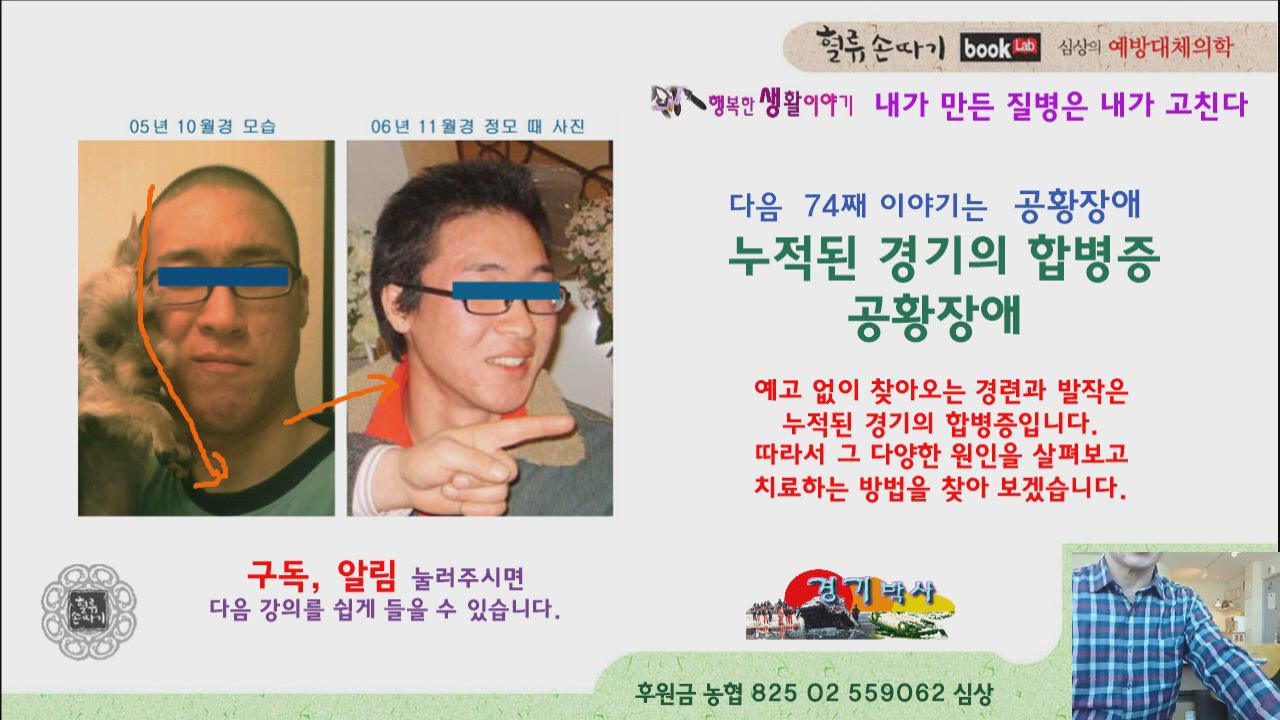 혈류 손따기 book Lab 심상의 예방대체의학
행복한 생활이야기 내가 만든 질병은 내가 고친다
05년 10월경 모습
06년 11월경 정모 때 사진
다음 74째 이야기는 공황장애
누적된 경기의 합병증
공황장애
예고 없이 찾아오는 경련과 발작은
누적된 경기의 합병증입니다.
따라서 그 다양한 원인을 살펴보고
치료하는 방법을 찾아 보겠습니다.
구독, 알림 눌러주시면
다음 강의를 쉽게 들을 수 있습니다.
혈류
손따기
경기박사
후원금 농협 825 02 559062 심상